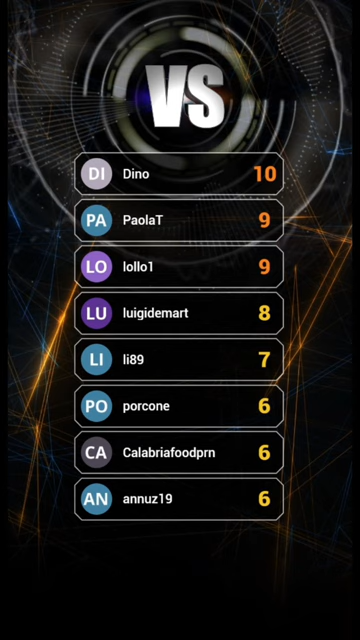 VS
DI Dino 10
PA PaolaT 9
LO lollo1 9
LU luigidemart 8
LI li89 7
PO porcone 6
CA Calabriafoodprn 6
AN annuz19 6